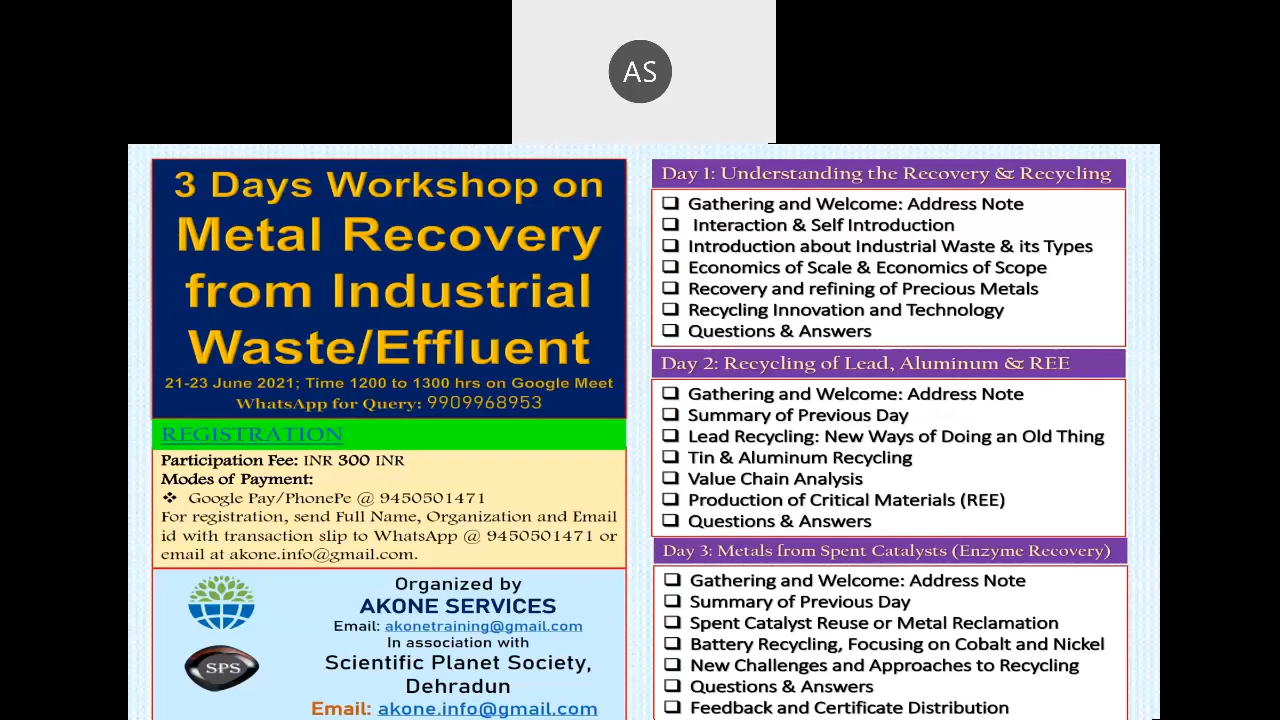 AS
3 Days Workshop on
Metal Recovery
from Industrial
Waste/Effluent
21-23 June 2021; Time 1200 to 1300 hrs on Google Meet
WhatsApp for Query: 9909968953
REGISTRATION
Participation Fee: INR 300 INR
Modes of Payment:
❖ Google Pay/PhonePe @ 9450501471
For registration, send Full Name, Organization and Email
id with transaction slip to WhatsApp @ 9450501471 or
email at akone.info@gmail.com.
Organized by
AKONE SERVICES
Email: akonetraining@gmail.com
In association with
SPS
Scientific Planet Society,
Dehradun
Email: akone.info@gmail.com
Day 1: Understanding the Recovery & Recycling
❑ Gathering and Welcome: Address Note
❑ Interaction & Self Introduction
❑ Introduction about Industrial Waste & its Types
❑ Economics of Scale & Economics of Scope
❑ Recovery and refining of Precious Metals
❑ Recycling Innovation and Technology
❑ Questions & Answers
Day 2: Recycling of Lead, Aluminum & REE
❑ Gathering and Welcome: Address Note
❑ Summary of Previous Day
❑ Lead Recycling: New Ways of Doing an Old Thing
❑ Tin & Aluminum Recycling
❑ Value Chain Analysis
❑ Production of Critical Materials (REE)
❑ Questions & Answers
Day 3: Metals from Spent Catalysts (Enzyme Recovery)
❑ Gathering and Welcome: Address Note
❑ Summary of Previous Day
❑ Spent Catalyst Reuse or Metal Reclamation
❑ Battery Recycling, Focusing on Cobalt and Nickel
❑ New Challenges and Approaches to Recycling
❑ Questions & Answers
❑ Feedback and Certificate Distribution